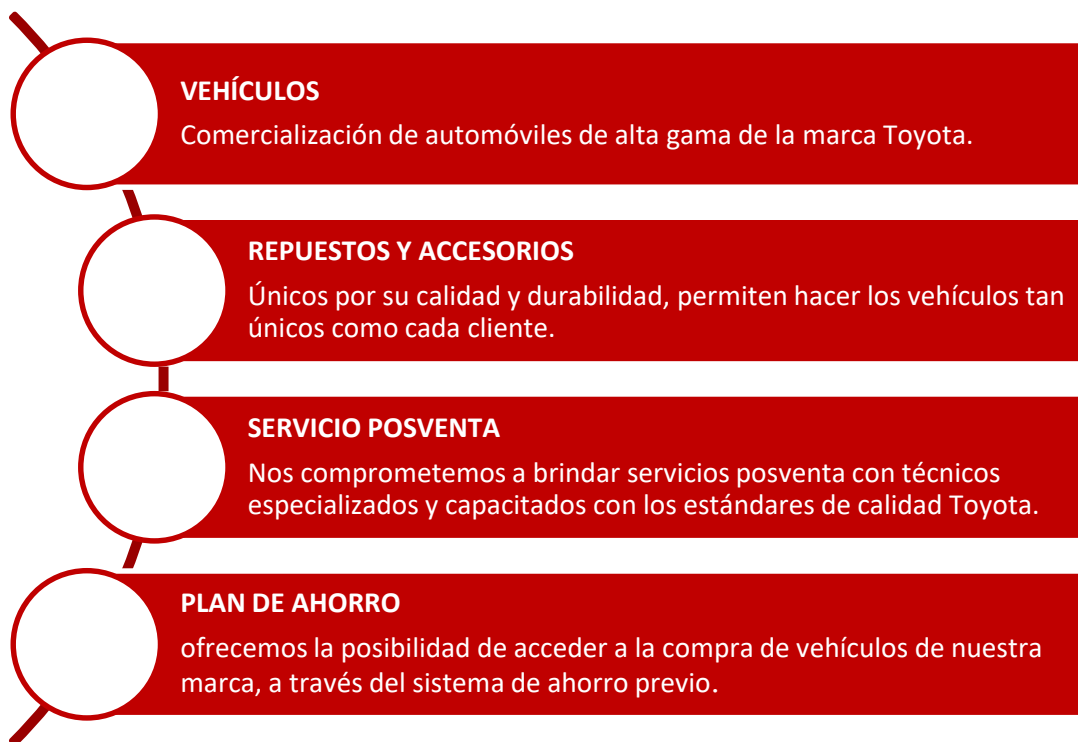 VEHÍCULOS
Comercialización de automóviles de alta gama de la marca Toyota.
REPUESTOS Y ACCESORIOS
Únicos por su calidad y durabilidad, permiten hacer los vehículos tan
únicos como cada cliente.
SERVICIO POSVENTA
Nos comprometemos a brindar servicios posventa con técnicos
especializados y capacitados con los estándares de calidad Toyota.
PLAN DE AHORRO
ofrecemos la posibilidad de acceder a la compra de vehículos de nuestra
marca, a través del sistema de ahorro previo.